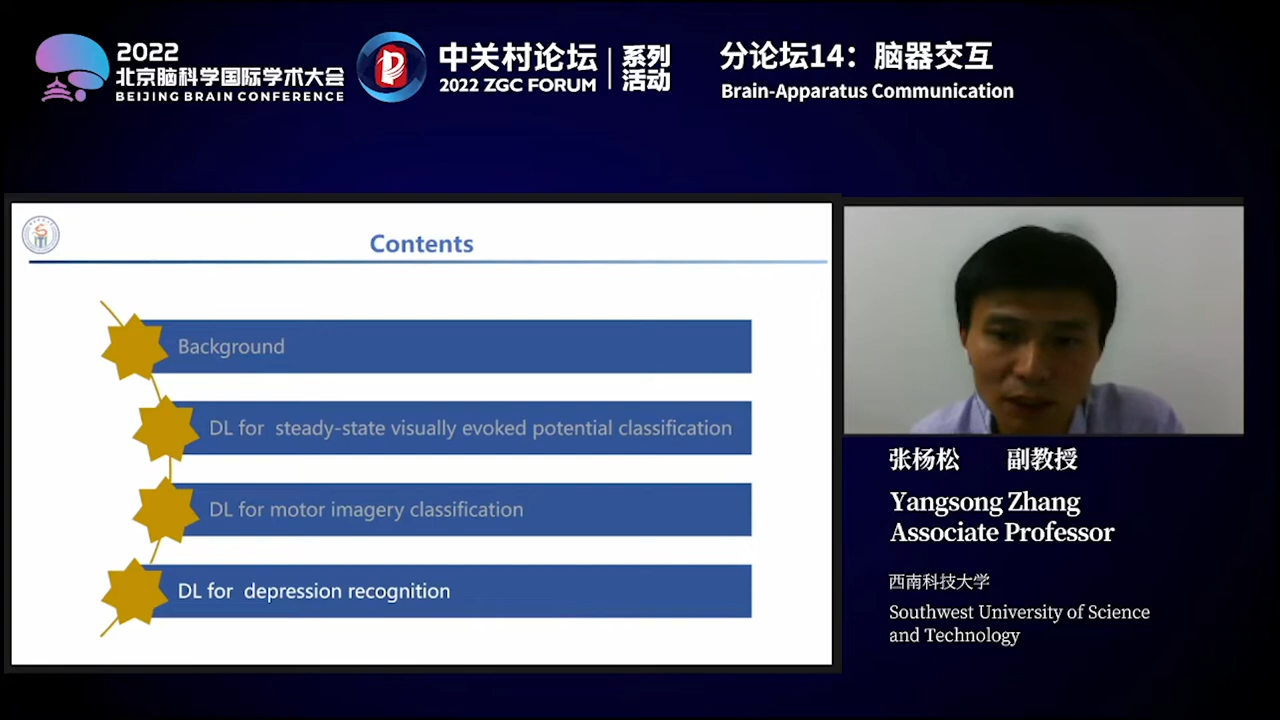 2022
北京脑科学国际学术大会
BEIJING BRAIN CONFERENCE
中关村论坛
2022 ZGC FORUM
系列
活动
分论坛14：脑器交互
Brain-Apparatus Communication
Contents
Background
DL for steady-state visually evoked potential classification
DL for motor imagery classification
DL for depression recognition
张杨松 副教授
Yangsong Zhang
Associate Professor
西南科技大学
Southwest University of Science
and Technology